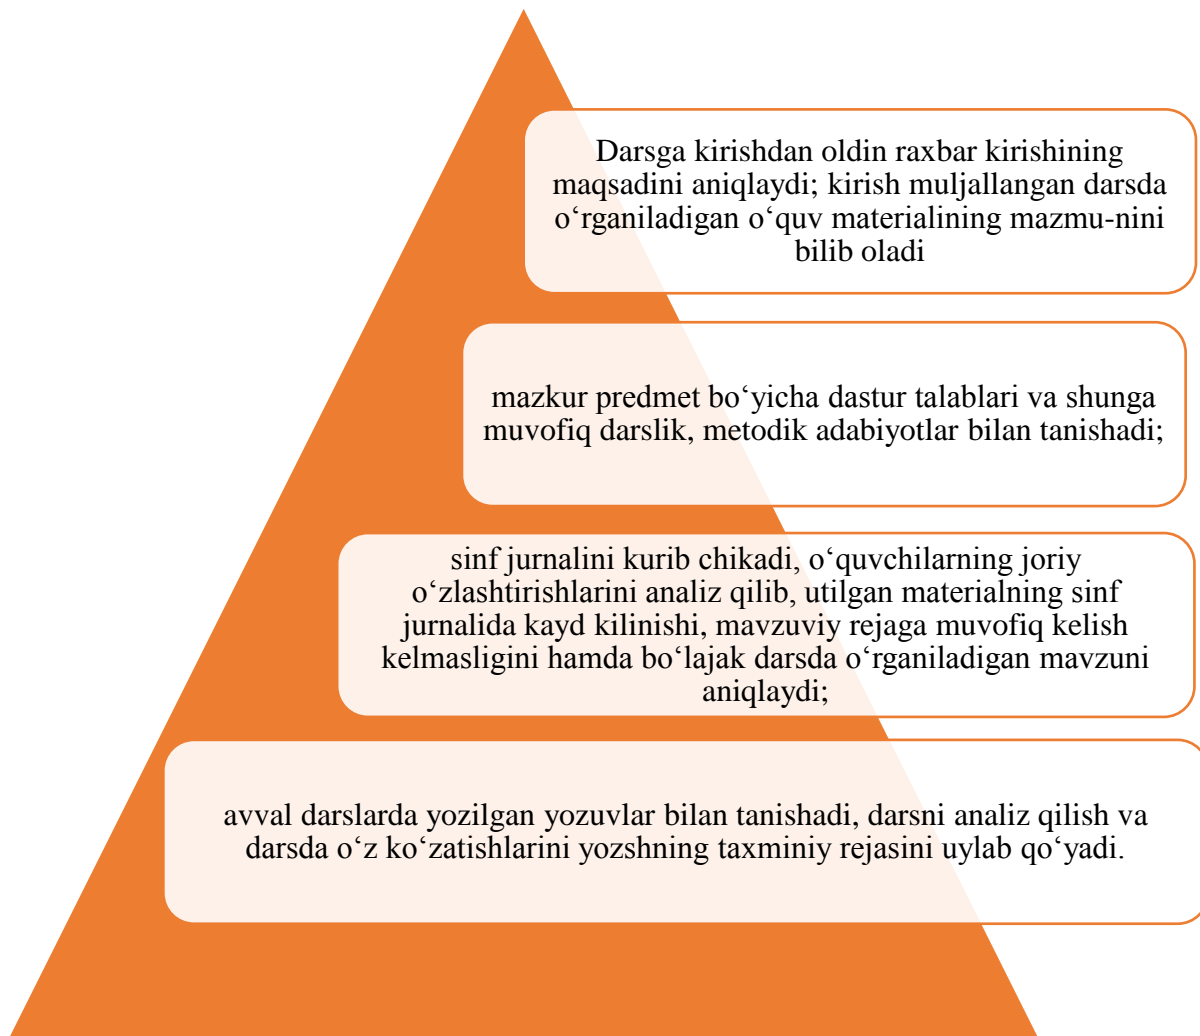 Darsga kirishdan oldin raxbar kirishining
maqsadini aniqlaydi; kirish muljallangan darsda
o‘rganiladigan o‘quv materialining mazmu-nini
bilib oladi
mazkur predmet bo‘yicha dastur talablari va shunga
muvofiq darslik, metodik adabiyotlar bilan tanishadi;
sinf jurnalini kurib chikadi, o‘quvchilarning joriy
o‘zlashtirishlarini analiz qilib, utilgan materialning sinf
jurnalida kayd kilinishi, mavzuviy rejaga muvofiq kelish
kelmasligini hamda bo‘lajak darsda o‘rganiladigan mavzuni
aniqlaydi;
avval darslarda yozilgan yozuvlar bilan tanishadi, darsni analiz qilish va
darsda o‘z ko‘zatishlarini yozshning taxminiy rejasini uylab qo‘yadi.